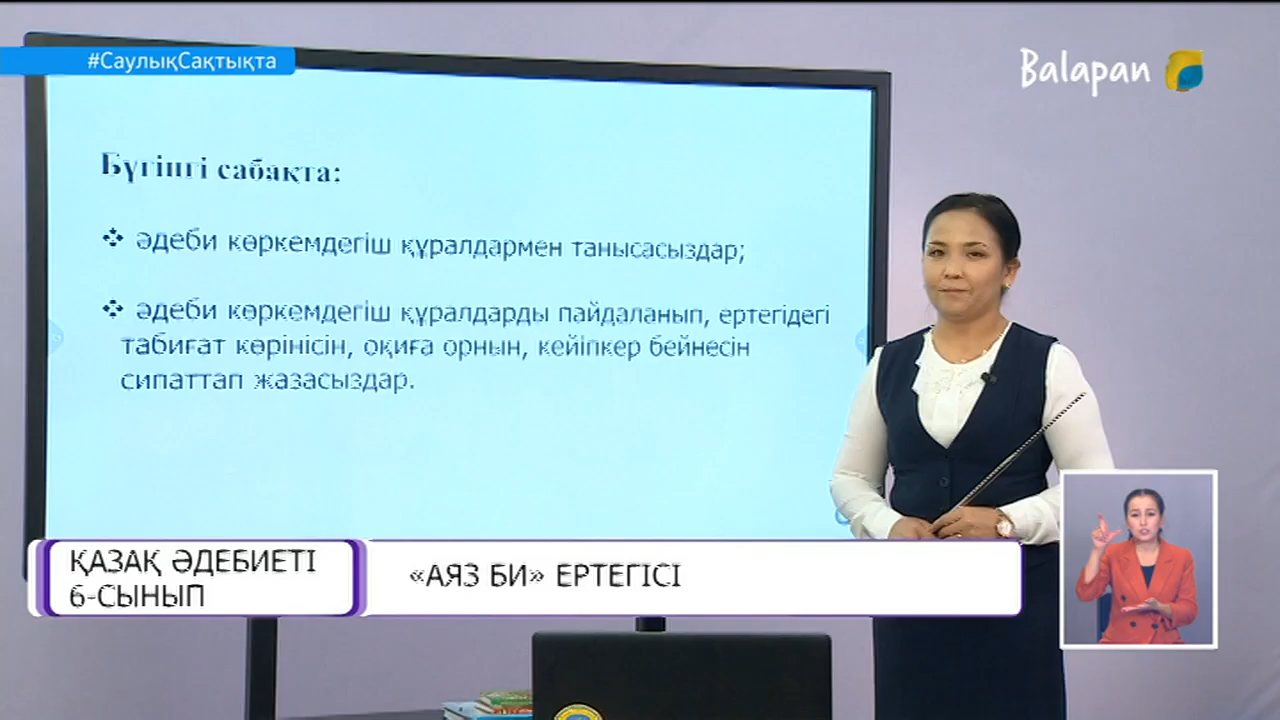 #СаулықСақтықта
Balapan
Бүгінгі сабақта:
❖ әдеби көркемдегіш құралдармен танысасыздар;
❖ әдеби көркемдегіш құралдарды пайдаланып, ертегідегі
табиғат көрінісін, оқиға орнын, кейіпкер бейнесін
сипаттап жазасыздар.
ҚАЗАҚ ӘДЕБИЕТІ
6-СЫНЫП
«АЯЗ БИ» ЕРТЕГІСІ